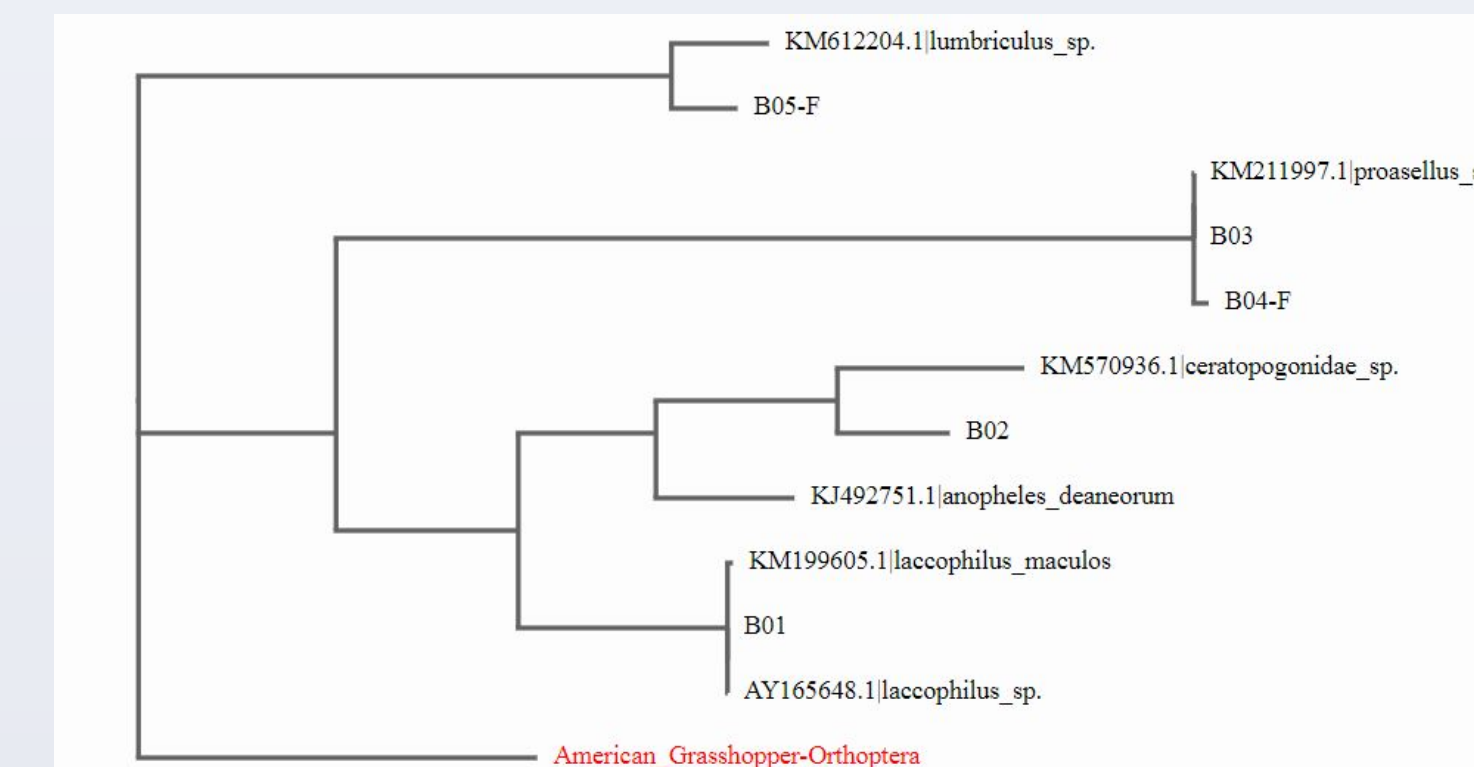 KM612204.1|lumbriculus_sp.
B05-F
KM211997.1|proasellus_
B03
B04-F
KM570936.1|ceratopogonidae_sp.
B02
KJ492751.1|anopheles_deaneorum
KM199605.1|laccophilus_maculos
B01
AY165648.1|laccophilus_sp.
American_Grasshopper-Orthoptera